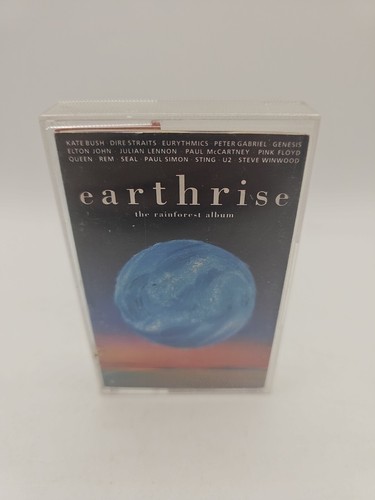 KATE BUSH · DIRE STRAITS EURYTHMICS · PETER GABRIEL · GENESIS
ELTON JOHN · JULIAN LENNON · PAUL McCARTNEY · PINK FLOYD
QUEEN · REM · SEAL · PAUL SIMON · STING · U2 · STEVE WINWOOD
earthrise
the rainforest album